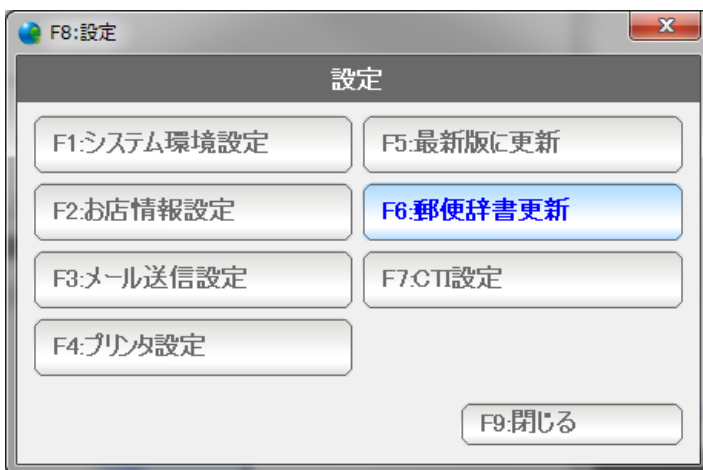 F8:設定
設定
F1:システム環境設定
F5:最新版に更新
F2:お店情報設定
F6:郵便辞書更新
F3:メール送信設定
F7:CTI設定
F4:プリンタ設定
F9:閉じる